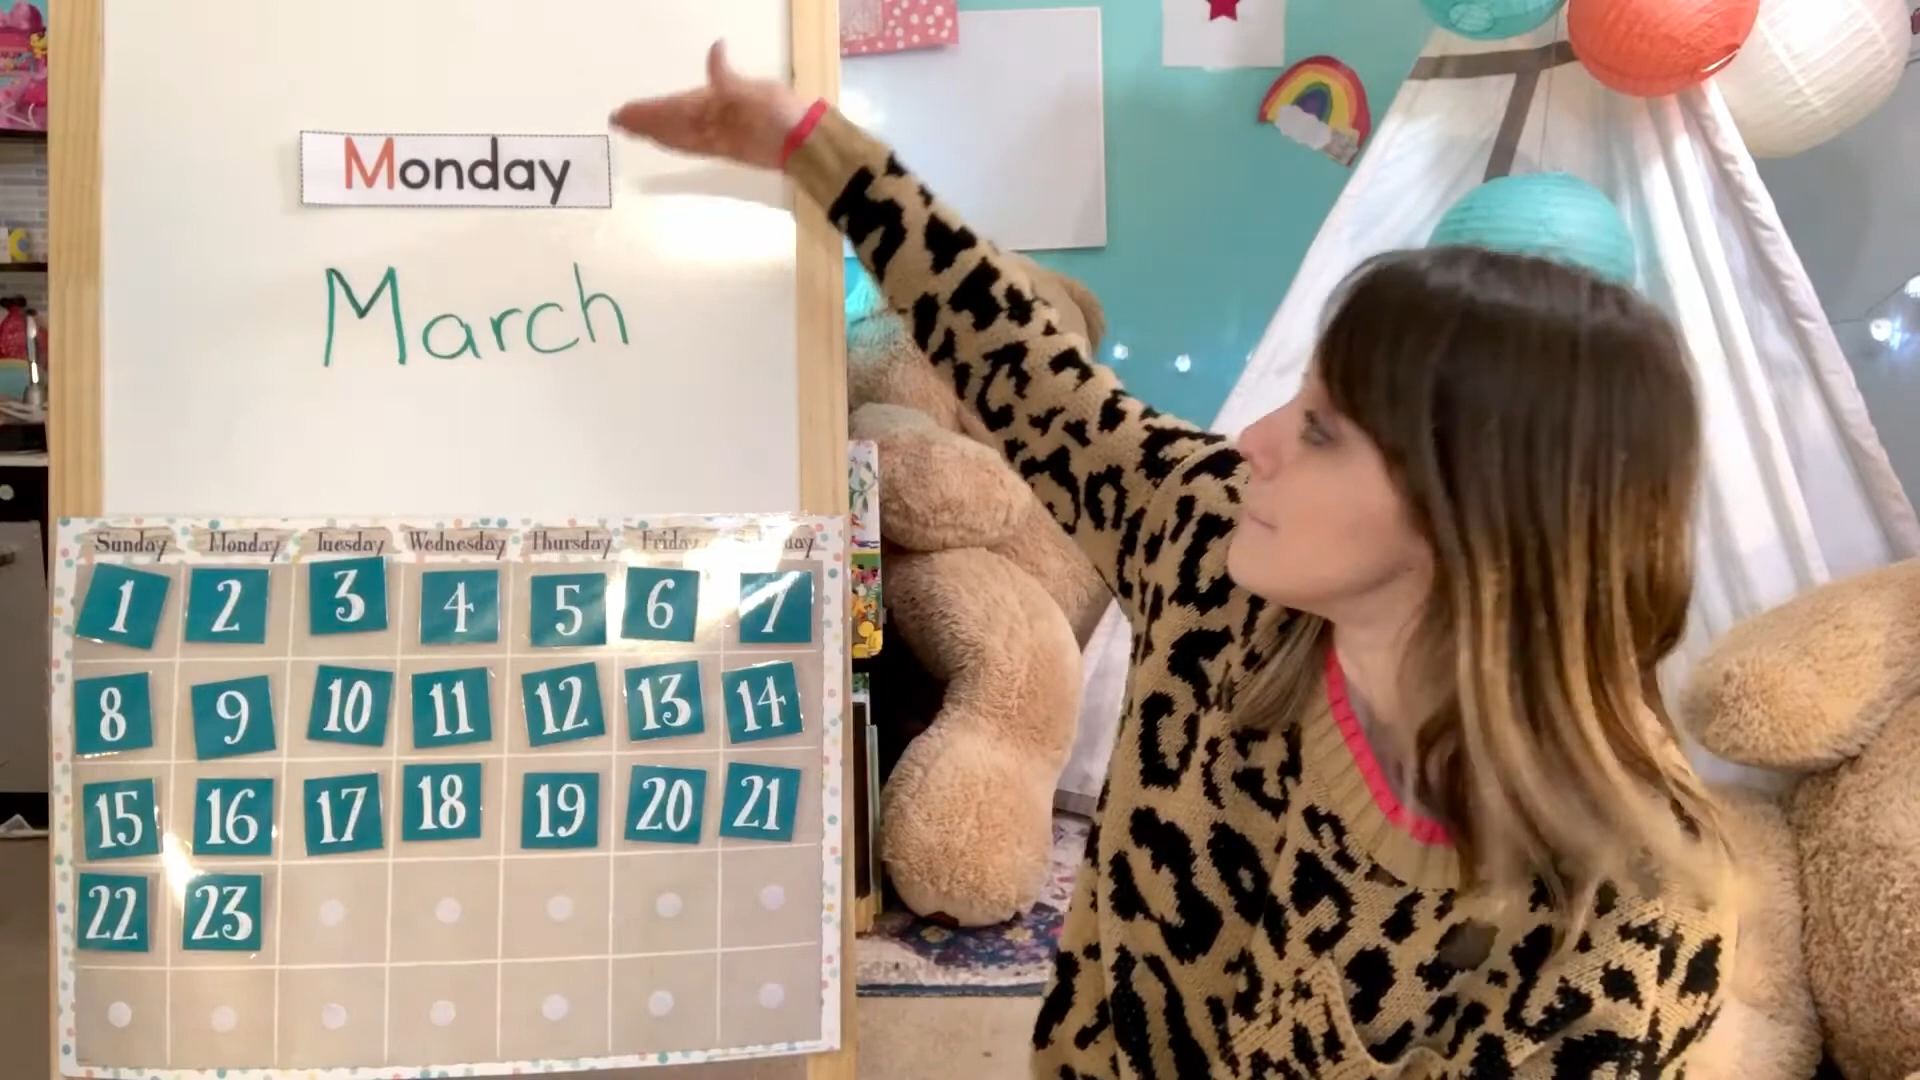 Monday
March
Sunday Monday Tuesday Wednesday Thursday Friday
1 2 3 4 5 6 7
8 9 10 11 12 13 14
15 16 17 18 19 20 21
22 23